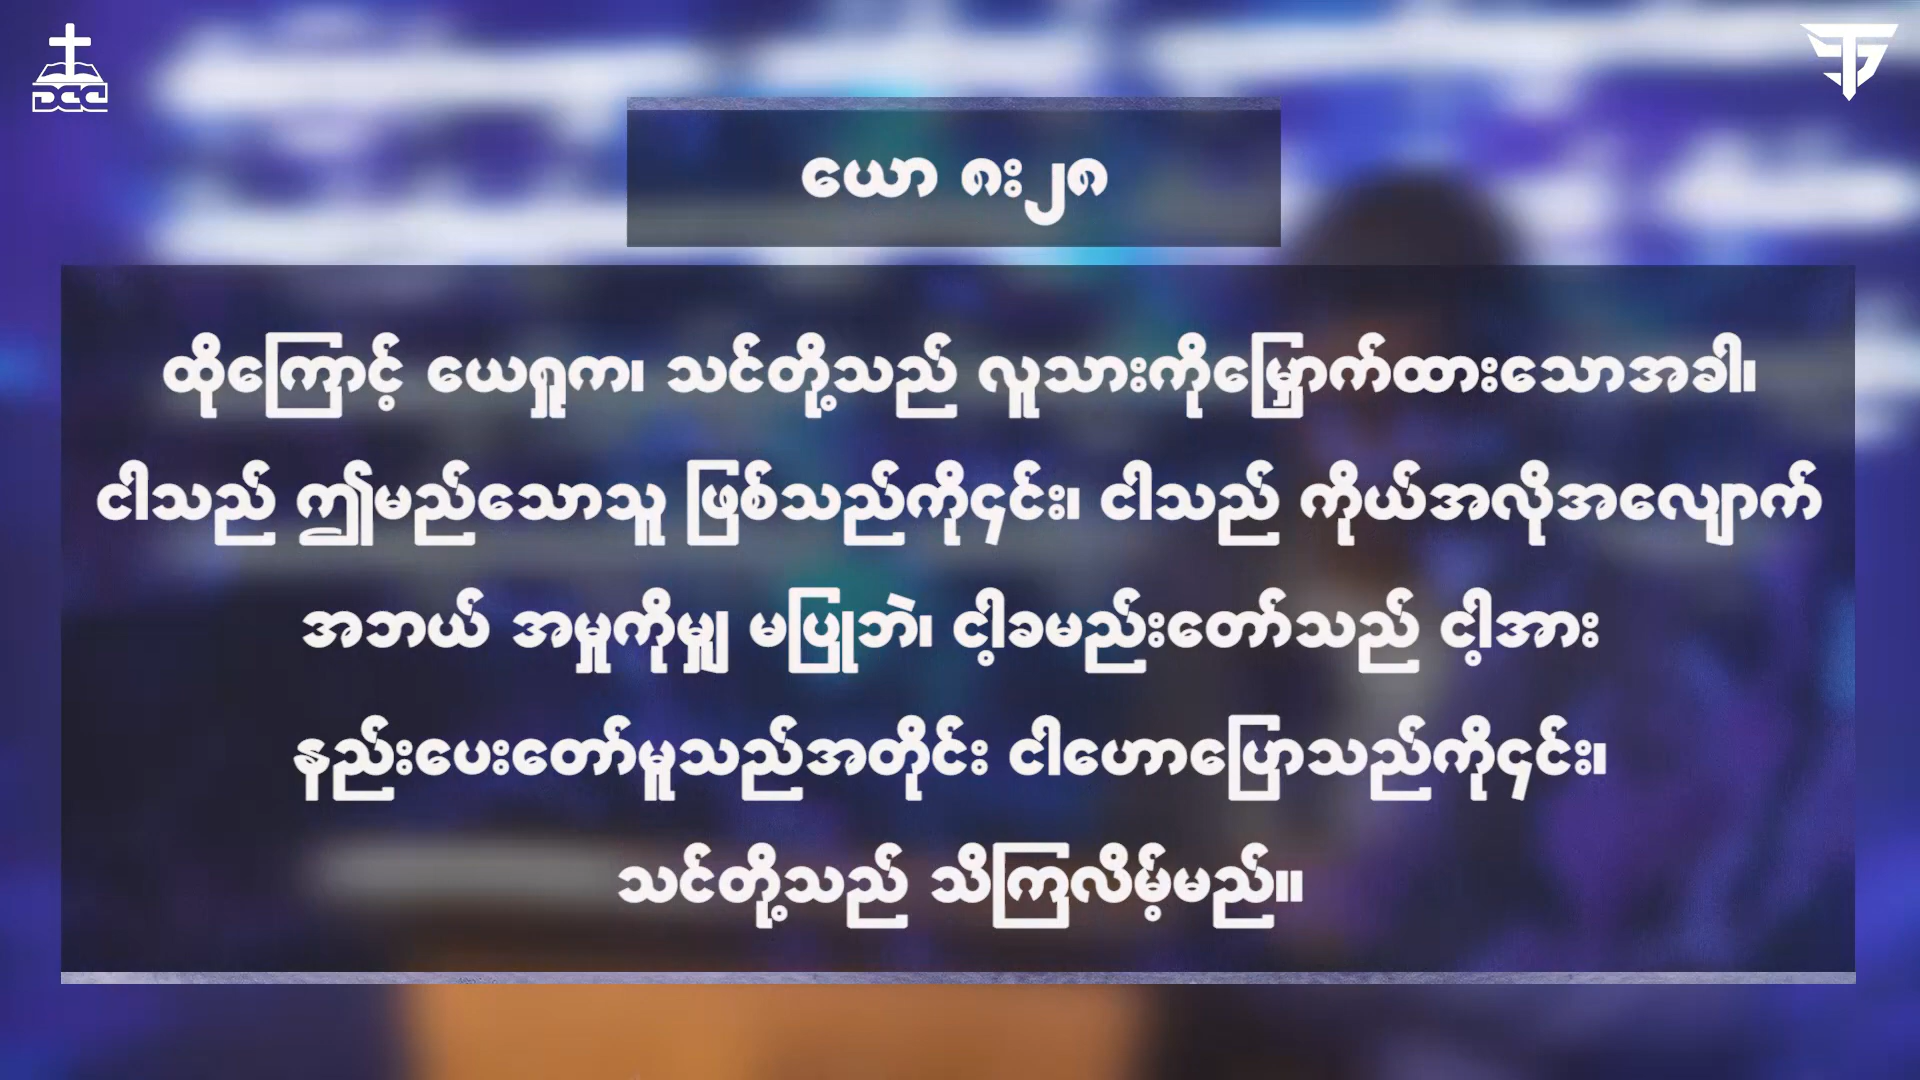 DCC
ယော ၈:၂၈
ထိုကြောင့် ယေရှုက၊ သင်တို့သည် လူသားကိုမြှောက်ထားသောအခါ၊
ငါသည် ဤမည်သောသူ ဖြစ်သည်ကို၎င်း၊ ငါသည် ကိုယ်အလိုအလျောက်
အဘယ် အမှုကိုမျှ မပြုဘဲ၊ ငါ့ခမည်းတော်သည် ငါ့အား
နည်းပေးတော်မူသည်အတိုင်း ငါဟောပြောသည်ကို၎င်း၊
သင်တို့သည် သိကြလိမ့်မည်။